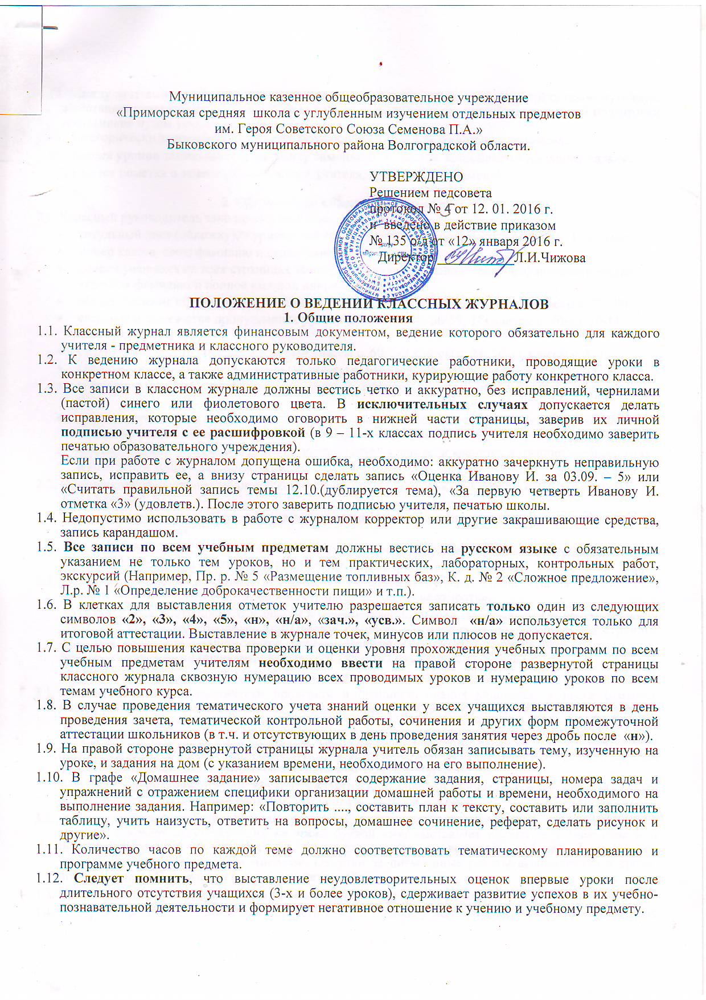 Муниципальное казенное общеобразовательное учреждение
«Приморская средняя школа с углубленным изучением отдельных предметов
им. Героя Советского Союза Семенова П.А.»
Быковского муниципального района Волгоградской области.
УТВЕРЖДЕНО
Решением педсовета
протокол № 4 от 12. 01. 2016 г.
и введено в действие приказом
№ 135 о/д от «12» января 2016 г.
Директор ___________Л.И.Чижова
ПОЛОЖЕНИЕ О ВЕДЕНИИ КЛАССНЫХ ЖУРНАЛОВ
1. Общие положения
1.1. Классный журнал является финансовым документом, ведение которого обязательно для каждого
учителя - предметника и классного руководителя.
1.2. К ведению журнала допускаются только педагогические работники, проводящие уроки в
конкретном классе, а также административные работники, курирующие работу конкретного класса.
1.3. Все записи в классном журнале должны вестись четко и аккуратно, без исправлений, чернилами
(пастой) синего или фиолетового цвета. В исключительных случаях допускается делать
исправления, которые необходимо оговорить в нижней части страницы, заверив их личной
подписью учителя с ее расшифровкой (в 9 – 11-х классах подпись учителя необходимо заверить
печатью образовательного учреждения).
Если при работе с журналом допущена ошибка, необходимо: аккуратно зачеркнуть неправильную
запись, исправить ее, а внизу страницы сделать запись «Оценка Иванову И. за 03.09. – 5» или
«Считать правильной запись темы 12.10.(дублируется тема), «За первую четверть Иванову И.
отметка «3» (удовлетв.). После этого заверить подписью учителя, печатью школы.
1.4. Недопустимо использовать в работе с журналом корректор или другие закрашивающие средства,
запись карандашом.
1.5. Все записи по всем учебным предметам должны вестись на русском языке с обязательным
указанием не только тем уроков, но и тем практических, лабораторных, контрольных работ,
экскурсий (Например, Пр. р. № 5 «Размещение топливных баз», К. д. № 2 «Сложное предложение»,
Л.р. № 1 «Определение доброкачественности пищи» и т.п.).
1.6. В клетках для выставления отметок учителю разрешается записать только один из следующих
символов «2», «3», «4», «5», «н», «н/а», «зач.», «усв.». Символ «н/а» используется только для
итоговой аттестации. Выставление в журнале точек, минусов или плюсов не допускается.
1.7. С целью повышения качества проверки и оценки уровня прохождения учебных программ по всем
учебным предметам учителям необходимо ввести на правой стороне развернутой страницы
классного журнала сквозную нумерацию всех проводимых уроков и нумерацию уроков по всем
темам учебного курса.
1.8. В случае проведения тематического учета знаний оценки у всех учащихся выставляются в день
проведения зачета, тематической контрольной работы, сочинения и других форм промежуточной
аттестации школьников (в т.ч. и отсутствующих в день проведения занятия через дробь после «н»).
1.9. На правой стороне развернутой страницы журнала учитель обязан записывать тему, изученную на
уроке, и задания на дом (с указанием времени, необходимого на его выполнение).
1.10. В графе «Домашнее задание» записывается содержание задания, страницы, номера задач и
упражнений с отражением специфики организации домашней работы и времени, необходимого на
выполнение задания. Например: «Повторить ...., составить план к тексту, составить или заполнить
таблицу, учить наизусть, ответить на вопросы, домашнее сочинение, реферат, сделать рисунок и
другие».
1.11. Количество часов по каждой теме должно соответствовать тематическому планированию и
программе учебного предмета.
1.12. Следует помнить, что выставление неудовлетворительных оценок впервые уроки после
длительного отсутствия учащихся (3-х и более уроков), сдерживает развитие успехов в их учебно-
познавательной деятельности и формирует негативное отношение к учению и учебному предмету.